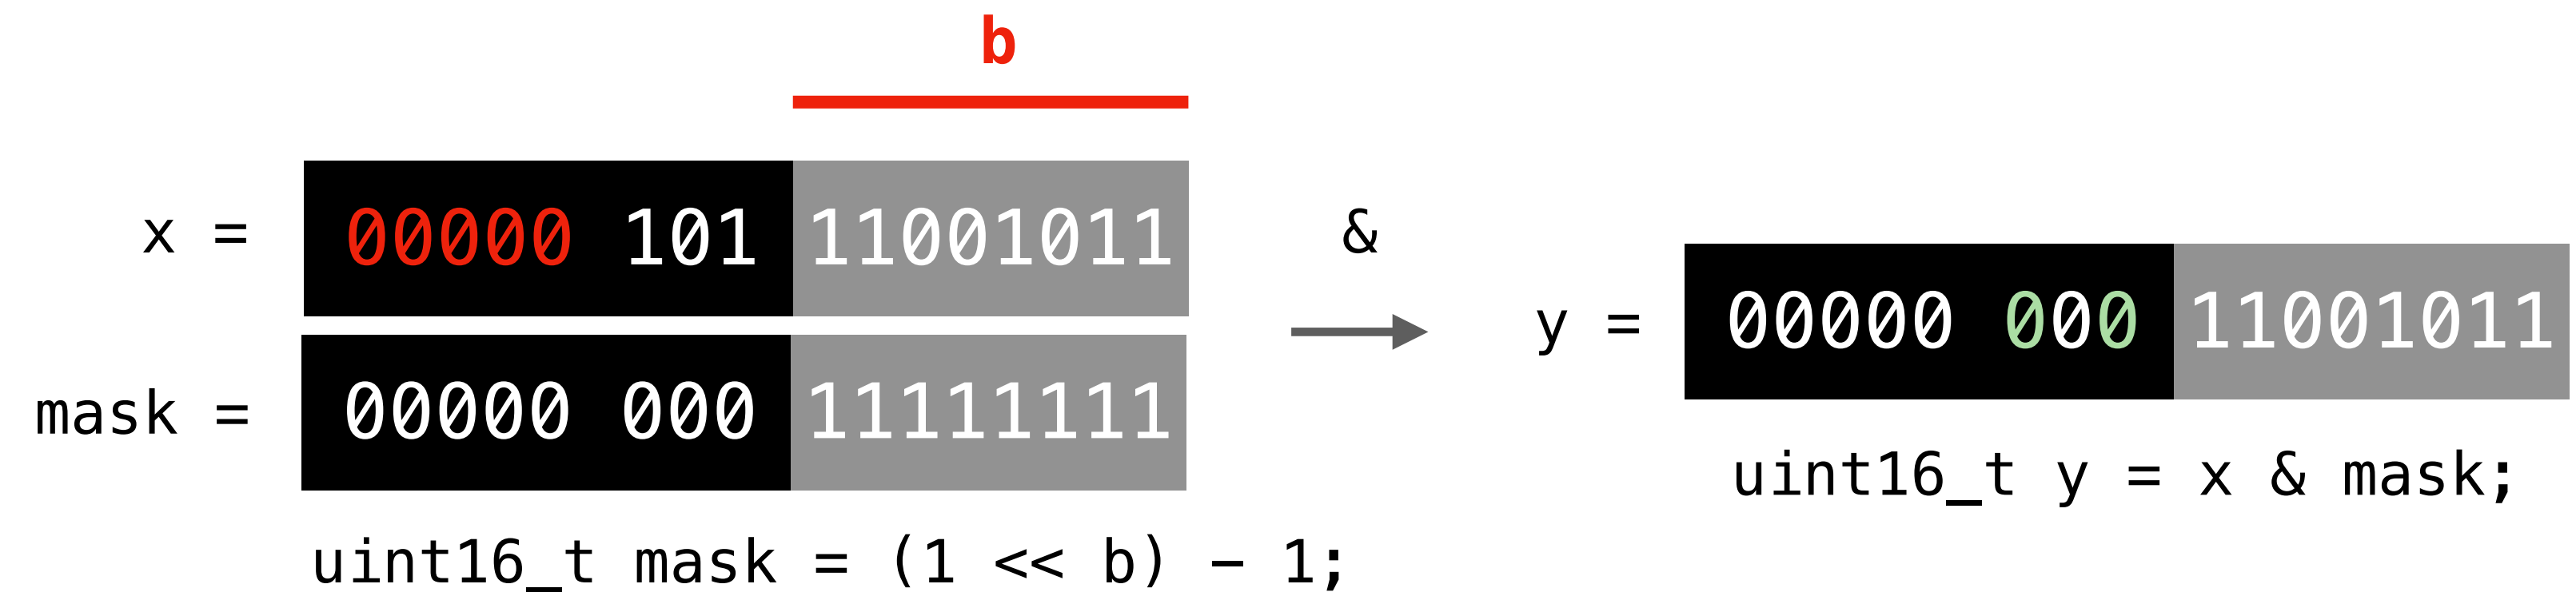 b
x = 00000 101 11001011 &
mask = 00000 000 11111111
uint16_t mask = (1 << b) - 1;
y = 00000 000 11001011
uint16_t y = x & mask;